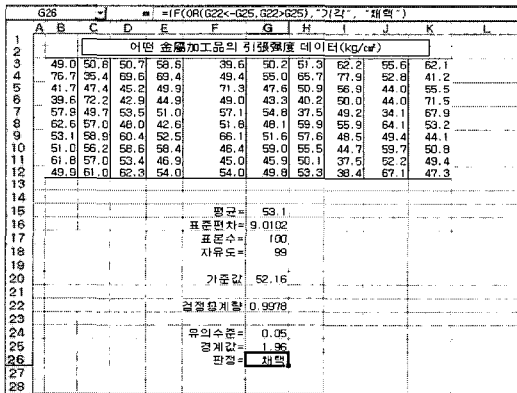 G26 =IF(OR(G22<-G25,G22>G25),"기각", "채택")
A B C D E F G H I J K L
1
2 어떤 金屬加工品의 引張强度 데이터(kg/㎠)
3 49.0 50.8 50.7 58.6 39.6 50.2 51.3 62.2 55.6 62.1
4 76.7 35.4 69.6 69.4 49.4 55.0 65.7 77.9 52.8 41.2
5 41.7 47.4 45.2 49.9 71.3 47.6 50.9 56.9 44.0 55.5
6 39.6 72.2 42.9 44.9 49.0 43.3 40.2 50.0 44.0 71.5
7 57.9 49.7 53.5 51.0 57.1 54.8 37.5 49.2 34.1 67.9
8 62.6 57.0 48.0 42.6 51.8 48.1 59.9 55.9 64.1 53.2
9 53.1 58.9 60.4 52.5 66.1 51.6 57.6 48.5 49.4 44.1
10 51.0 56.2 58.6 58.4 46.4 59.0 55.5 44.7 59.7 50.8
11 61.8 57.0 53.4 46.9 45.0 45.9 50.1 37.5 52.2 49.4
12 49.9 61.0 62.3 54.0 54.0 49.8 53.3 38.4 67.1 47.3
13
14
15 평균= 53.1
16 표준편차= 9.0102
17 표본수= 100
18 자유도= 99
19
20 기준값 52.16
21
22 검정통계량 0.9978
23
24 유의수준= 0.05
25 경계값= 1.96
26 판정= 채택
27
28